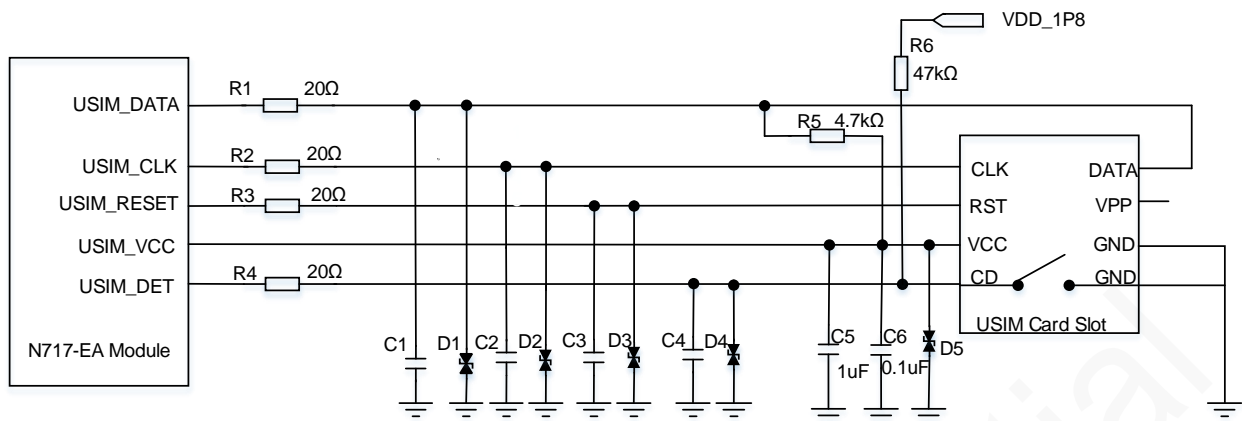 VDD_1P8
R6
47kΩ
R1 20Ω
USIM_DATA
R5 4.7kΩ
R2 20Ω
USIM_CLK
CLK DATA
R3 20Ω
USIM_RESET
RST VPP
USIM_VCC
VCC GND
R4 20Ω
USIM_DET
CD GND
USIM Card Slot
N717-EA Module
C1 D1 C2 D2 C3 D3 C4 D4 C5 C6 D5
1uF 0.1uF